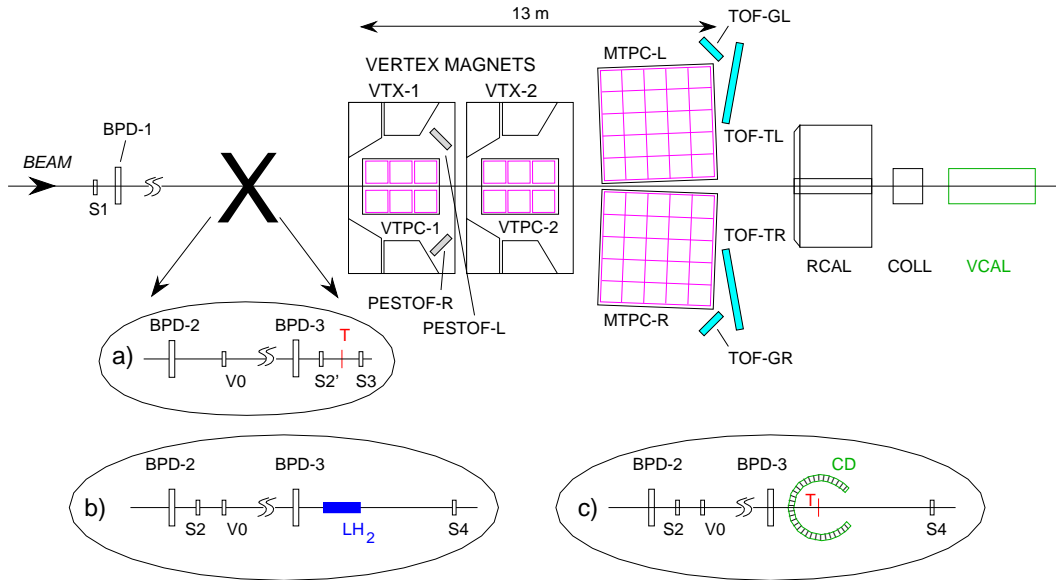 13 m
TOF-GL
VERTEX MAGNETS
MTPC-L
VTX-1
VTX-2
BPD-1
TOF-TL
BEAM
S1
X
VTPC-1
VTPC-2
TOF-TR
RCAL
COLL
VCAL
PESTOF-R
PESTOF-L
MTPC-R
TOF-GR
BPD-2
BPD-3
T
a)
V0
S2'
S3
BPD-2
BPD-3
b)
S2
V0
LH2
S4
BPD-2
BPD-3
CD
T
c)
S2
V0
S4